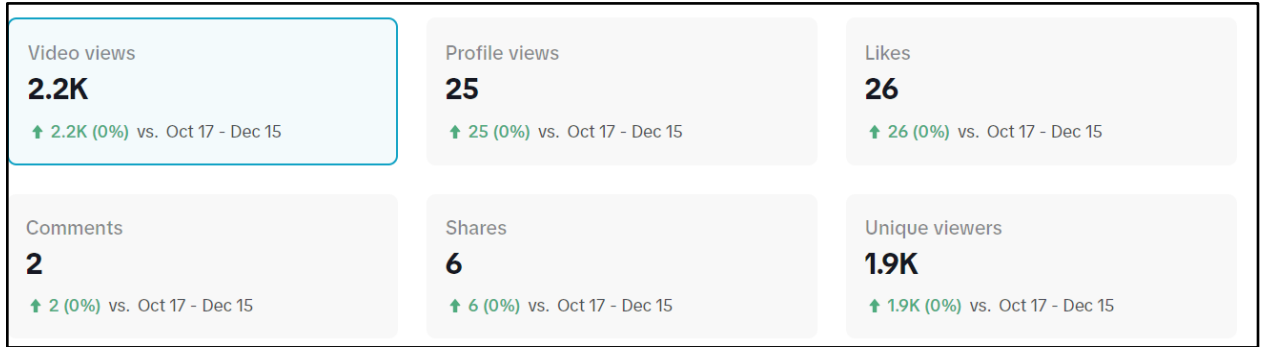 Video views
2.2K
2.2K (0%) vs. Oct 17 - Dec 15
Profile views
25
25 (0%) vs. Oct 17 - Dec 15
Likes
26
26 (0%) vs. Oct 17 - Dec 15
Comments
2
2 (0%) vs. Oct 17 - Dec 15
Shares
6
6 (0%) vs. Oct 17 - Dec 15
Unique viewers
1.9K
1.9K (0%) vs. Oct 17 - Dec 15